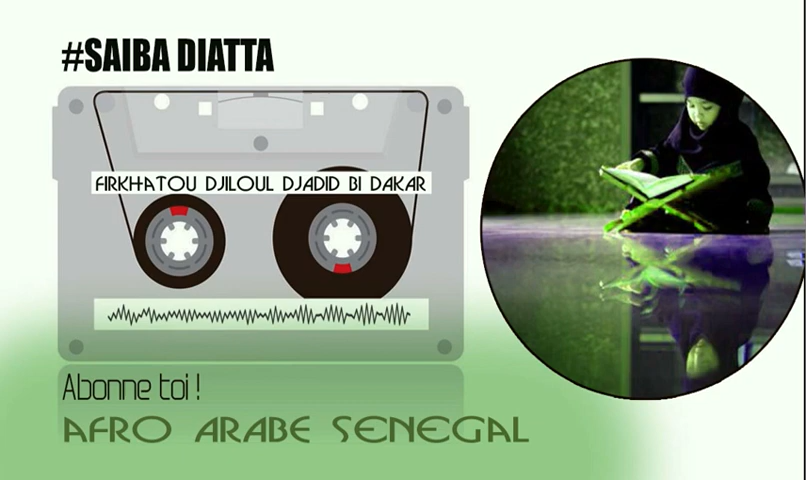 #SAIBA DIATTA
FIRKHATOU DJILOUL DJADID BI DAKAR
Abonne toi !
AFRO ARABE SENEGAL